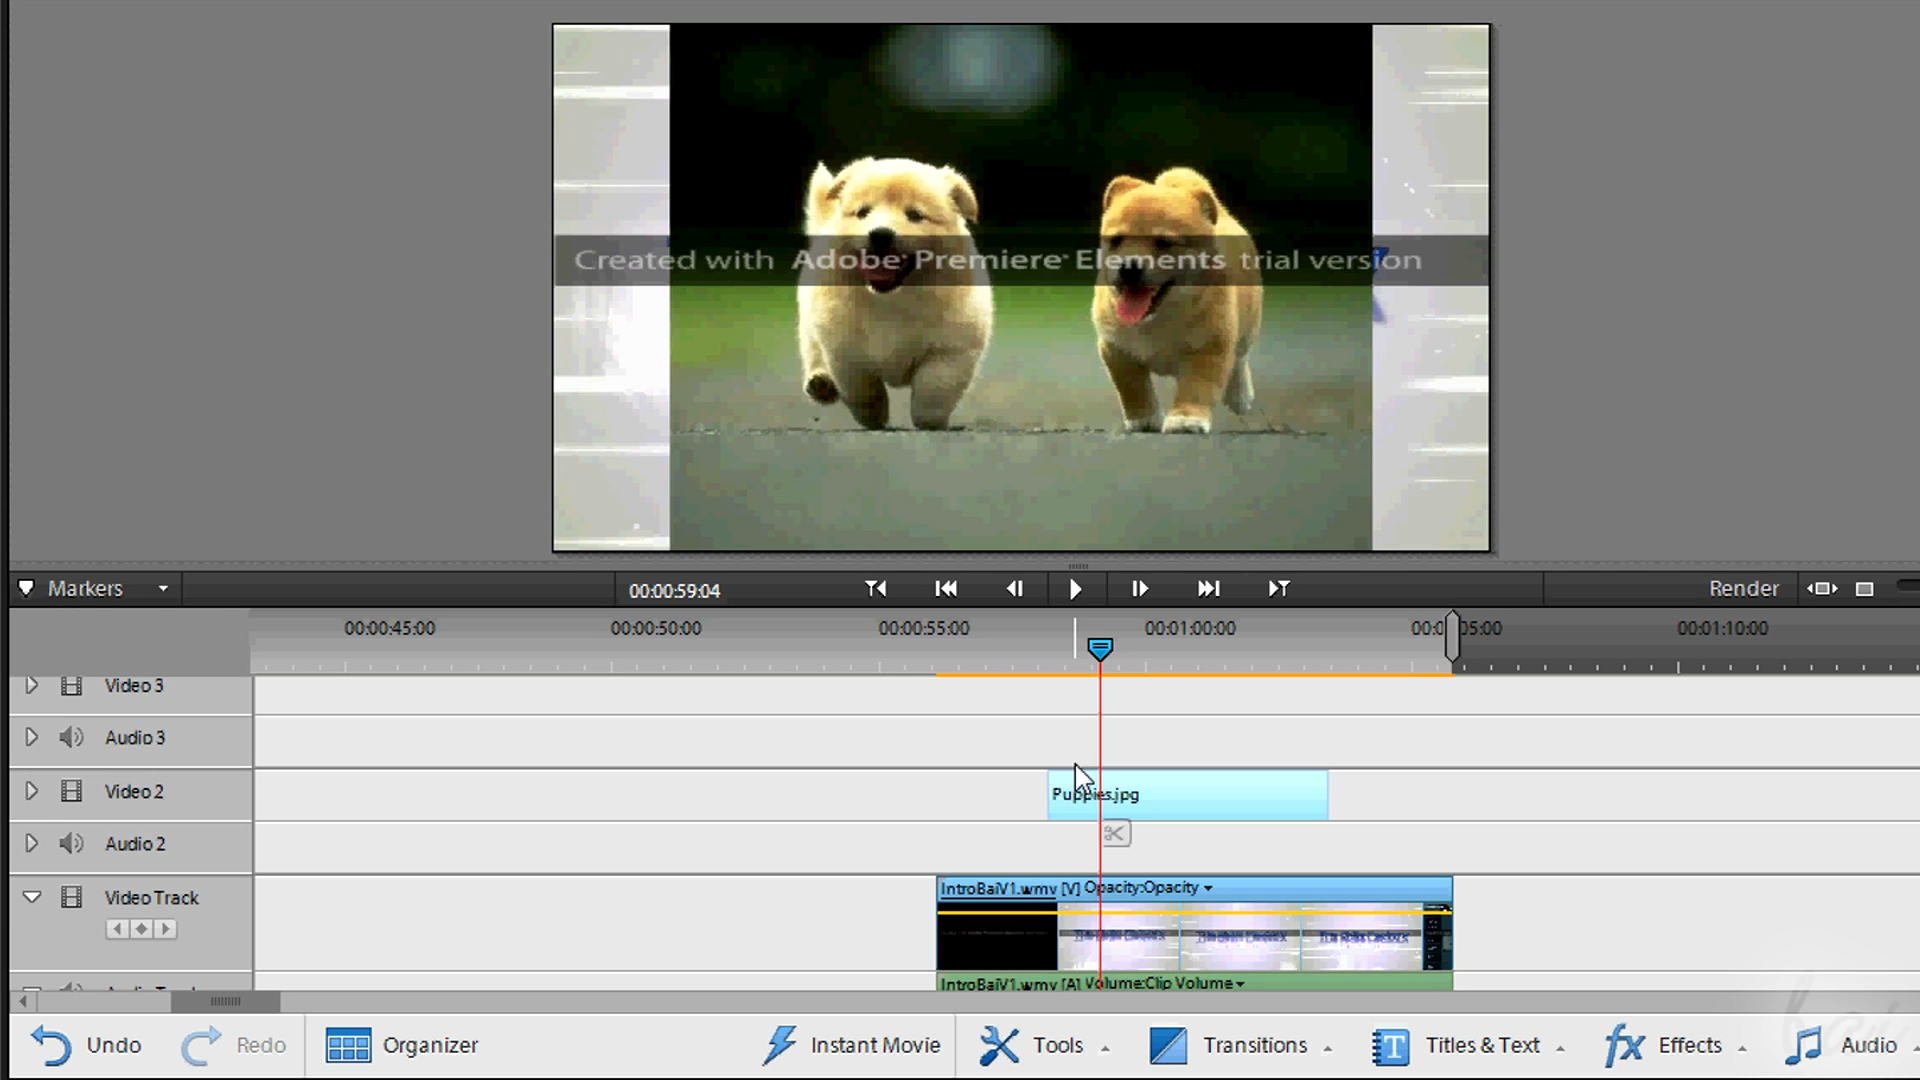 Created with Adobe Premiere Elements trial version
Markers 00:00:59:04 Render
00:00:45:00 00:00:50:00 00:00:55:00 00:01:00:00 05:00 00:01:10:00
Video 3
Audio 3
Video 2 Puppies.jpg
Audio 2
Video Track IntroBaiV1.wmv [V] Opacity:Opacity
IntroBaiV1.wmv [A] Volume:Clip Volume
Undo Redo Organizer Instant Movie Tools Transitions Titles & Text Effects Audio